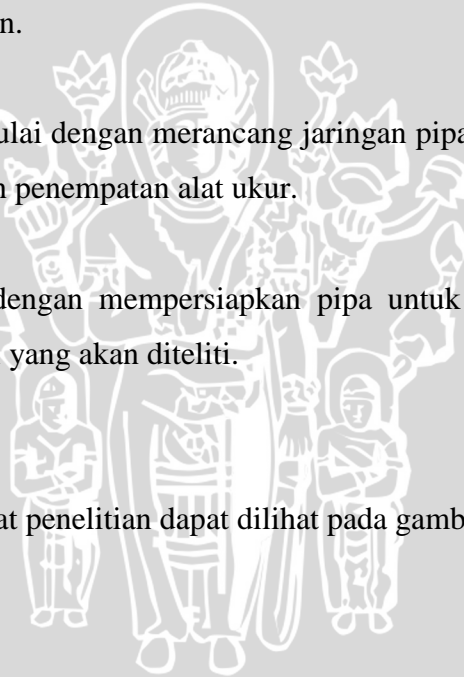 n.
ulai dengan merancang jaringan pipa
penempatan alat ukur.
dengan mempersiapkan pipa untuk
yang akan diteliti.
at penelitian dapat dilihat pada gamb